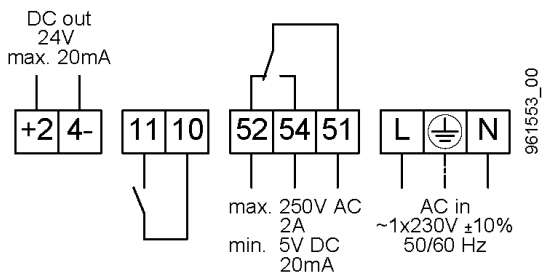 DC out
24V
max. 20mA
+2 4-
11 10
52 54 51
L N
max. 250V AC
2A
min. 5V DC
20mA
AC in
~1x230V ±10%
50/60 Hz
961553_00